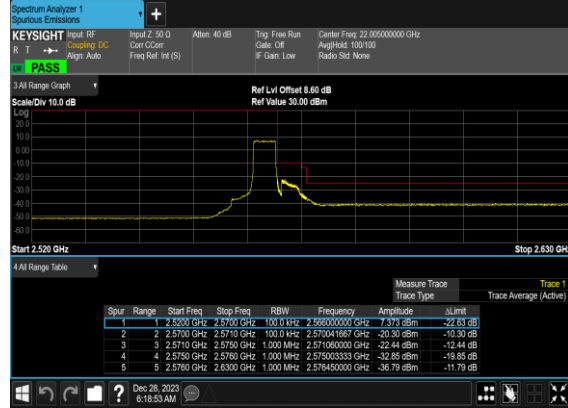 Spectrum Analyzer 1
Spurious Emissions
+
KEYSIGHT Input: RF Input Z: 50 Ω Atten: 40 dB Trig: Free Run Center Freq: 22.005000000 GHz
R T Coupling: DC Corr CCorr Gate: Off Avg|Hold: 100/100
Align: Auto Freq Ref: Int (S) IF Gain: Low Radio Std: None
LW PASS
3 All Range Graph
Ref Lvl Offset 8.60 dB
Scale/Div 10.0 dB Ref Value 30.00 dBm
Log
20.0
10.0
0.00
-10.0
-20.0
-30.0
-40.0
-50.0
-60.0
Start 2.520 GHz Stop 2.630 GH
4 All Range Table
Measure Trace Trace 1
Trace Type Trace Average (Active)
Spur Range Start Freq Stop Freq RBW Frequency Amplitude ΔLimit
1 1 2.5200 GHz 2.5700 GHz 100.0 kHz 2.566000000 GHz 7.373 dBm -22.63 dB
2 2 2.5700 GHz 2.5710 GHz 100.0 kHz 2.570041667 GHz -20.30 dBm -10.30 dB
3 3 2.5710 GHz 2.5750 GHz 1.000 MHz 2.571060000 GHz -22.44 dBm -12.44 dB
4 4 2.5750 GHz 2.5760 GHz 1.000 MHz 2.575003333 GHz -32.85 dBm -19.85 dB
5 5 2.5760 GHz 2.6300 GHz 1.000 MHz 2.576450000 GHz -36.79 dBm -11.79 dB
? Dec 28, 2023
6:18:53 AM